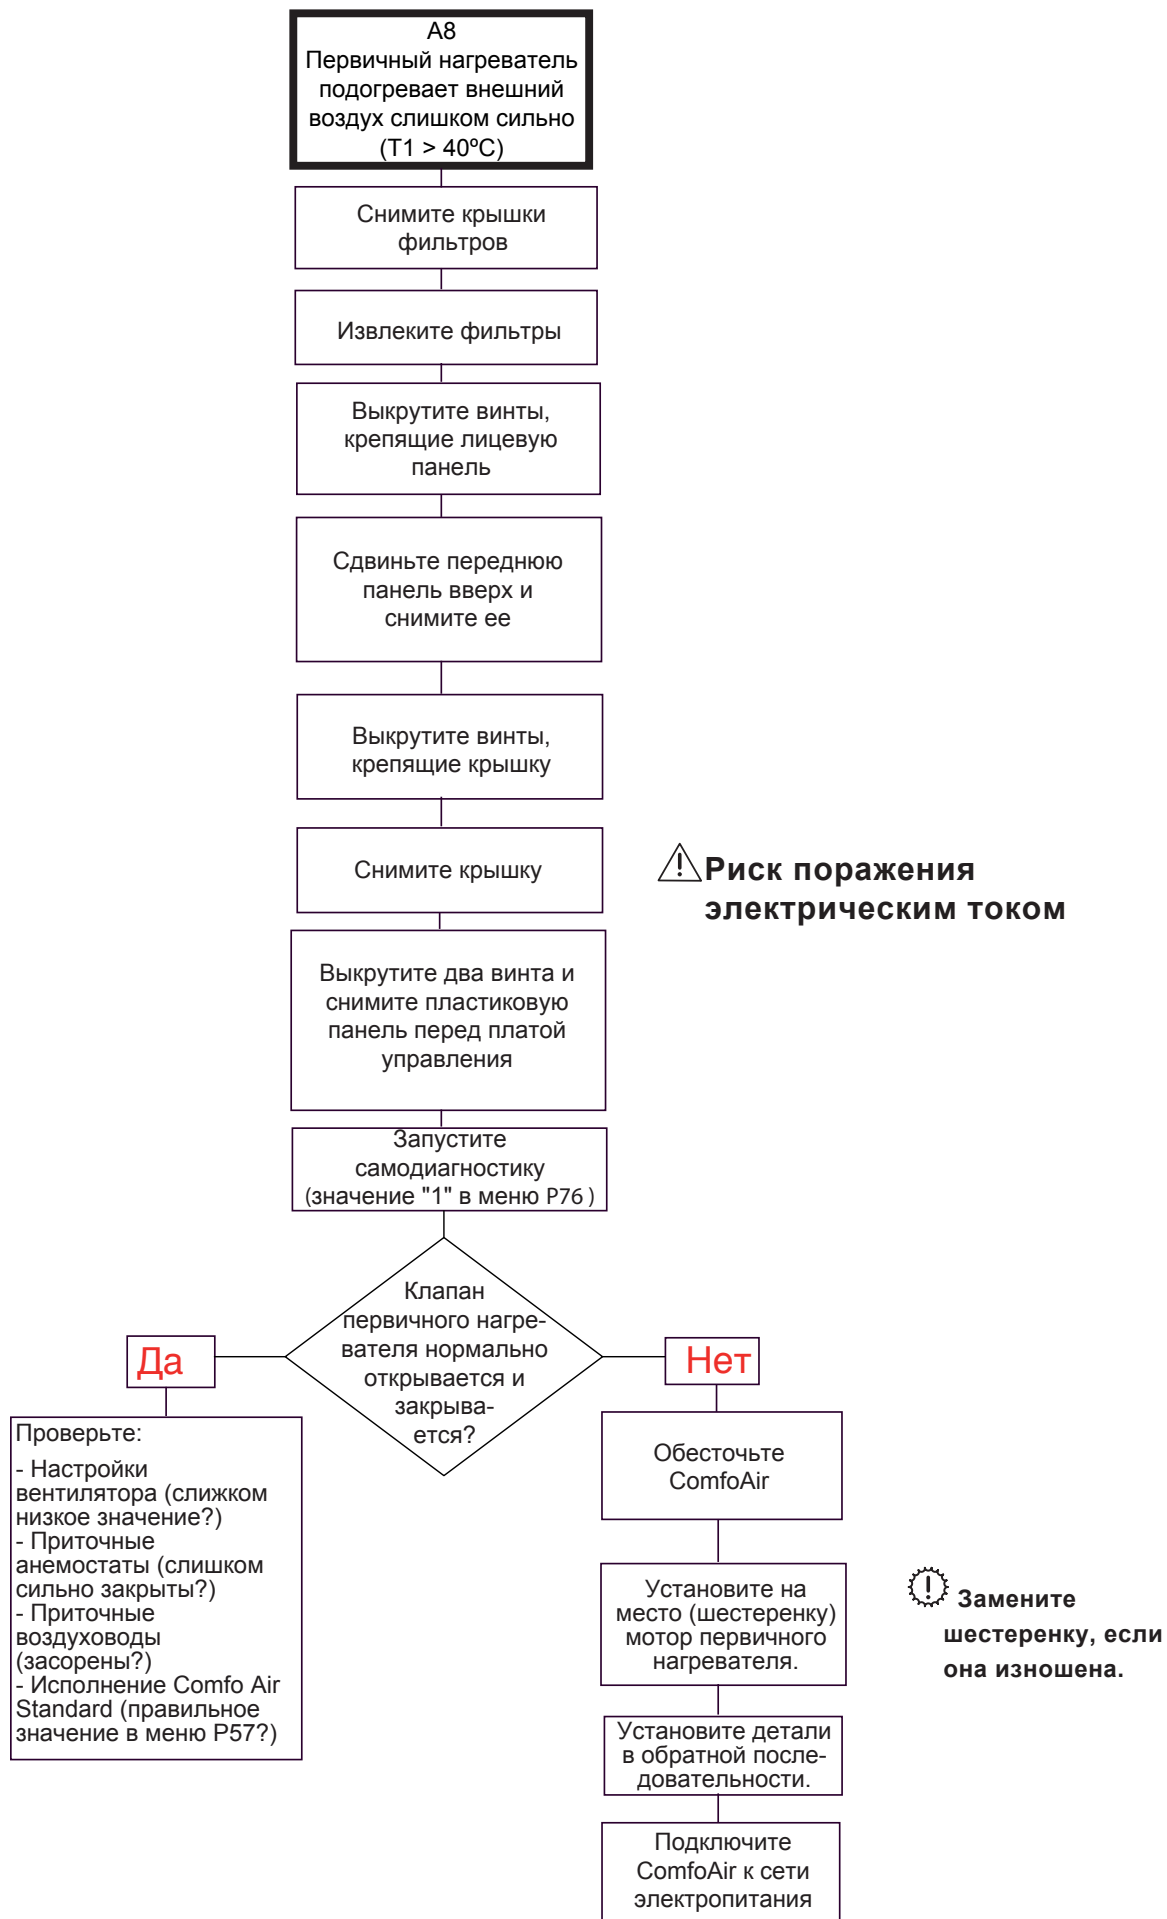 A8
Первичный нагреватель
подогревает внешний
воздух слишком сильно
(T1 > 40ºC)
Снимите крышки
фильтров
Извлеките фильтры
Выкрутите винты,
крепящие лицевую
панель
Сдвиньте переднюю
панель вверх и
снимите ее
Выкрутите винты,
крепящие крышку
Снимите крышку
Риск поражения
электрическим током
Выкрутите два винта и
снимите пластиковую
панель перед платой
управления
Запустите
самодиагностику
(значение "1" в меню P76 )
Клапан
первичного нагре-
вателя нормально
открывается и
закрыва-
ется?
Да
Нет
Проверьте:
- Настройки
вентилятора (слижком
низкое значение?)
- Приточные
анемостаты (слишком
сильно закрыты?)
- Приточные
воздуховоды
(засорены?)
- Исполнение Comfo Air
Standard (правильное
значение в меню P57?)
Обесточьте
ComfoAir
Установите на
место (шестеренку)
мотор первичного
нагревателя.
Замените
шестеренку, если
она изношена.
Установите детали
в обратной после-
довательности.
Подключите
ComfoAir к сети
электропитания